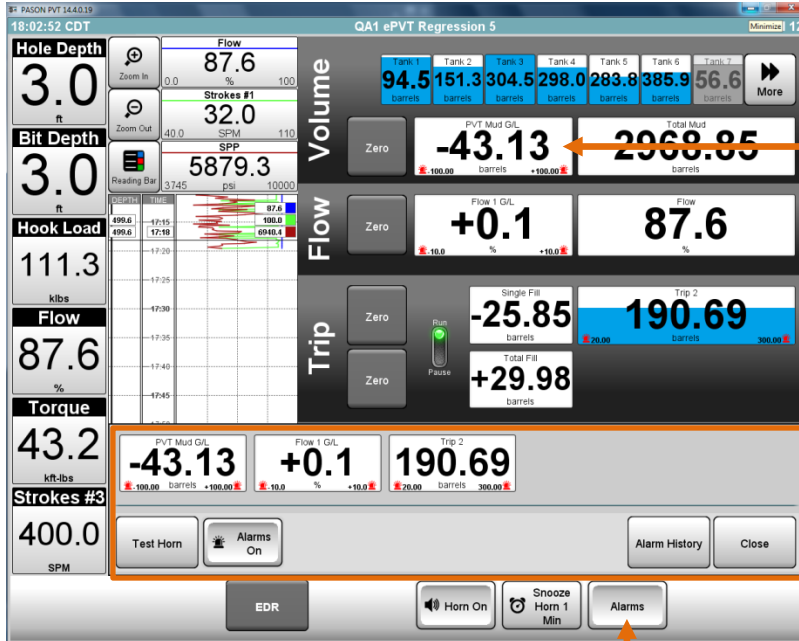 PASON PVT 14.4.0.19
18:02:52 CDT
QA1 ePVT Regression 5
Minimize
Hole Depth
3.0
ft
Bit Depth
3.0
ft
Hook Load
111.3
klbs
Flow
87.6
%
Torque
43.2
kft-lbs
Strokes #3
400.0
SPM
Zoom In
Zoom Out
Reading Bar
Flow
87.6
0.0 % 100
Strokes #1
32.0
40.0 SPM 110
SPP
5879.3
3745 psi 10000
DEPTH TIME
87.6
499.6 17:15 100.0
499.6 17:18 6940.4
17:20
17:25
17:30
17:35
17:40
17:45
Volume
Tank 1 Tank 2 Tank 3 Tank 4 Tank 5 Tank 6 Tank 7
94.5 151.3 304.5 298.0 283.8 385.9 56.6
barrels barrels barrels barrels barrels barrels barrels
More
Zero
PVT Mud G/L
-43.13
-100.00 barrels +100.00
Total Mud
2968.85
barrels
Flow
Zero
Flow 1 G/L
+0.1
-10.0 % +10.0
Flow
87.6
%
Trip
Zero
Run
Pause
Single Fill
-25.85
barrels
Trip 2
190.69
20.00 barrels 300.00
Zero
Total Fill
+29.98
barrels
PVT Mud G/L
-43.13
-100.00 barrels +100.00
Flow 1 G/L
+0.1
-10.0 % +10.0
Trip 2
190.69
20.00 barrels 300.00
Test Horn
Alarms
On
Alarm History
Close
EDR
Horn On
Snooze
Horn 1
Min
Alarms